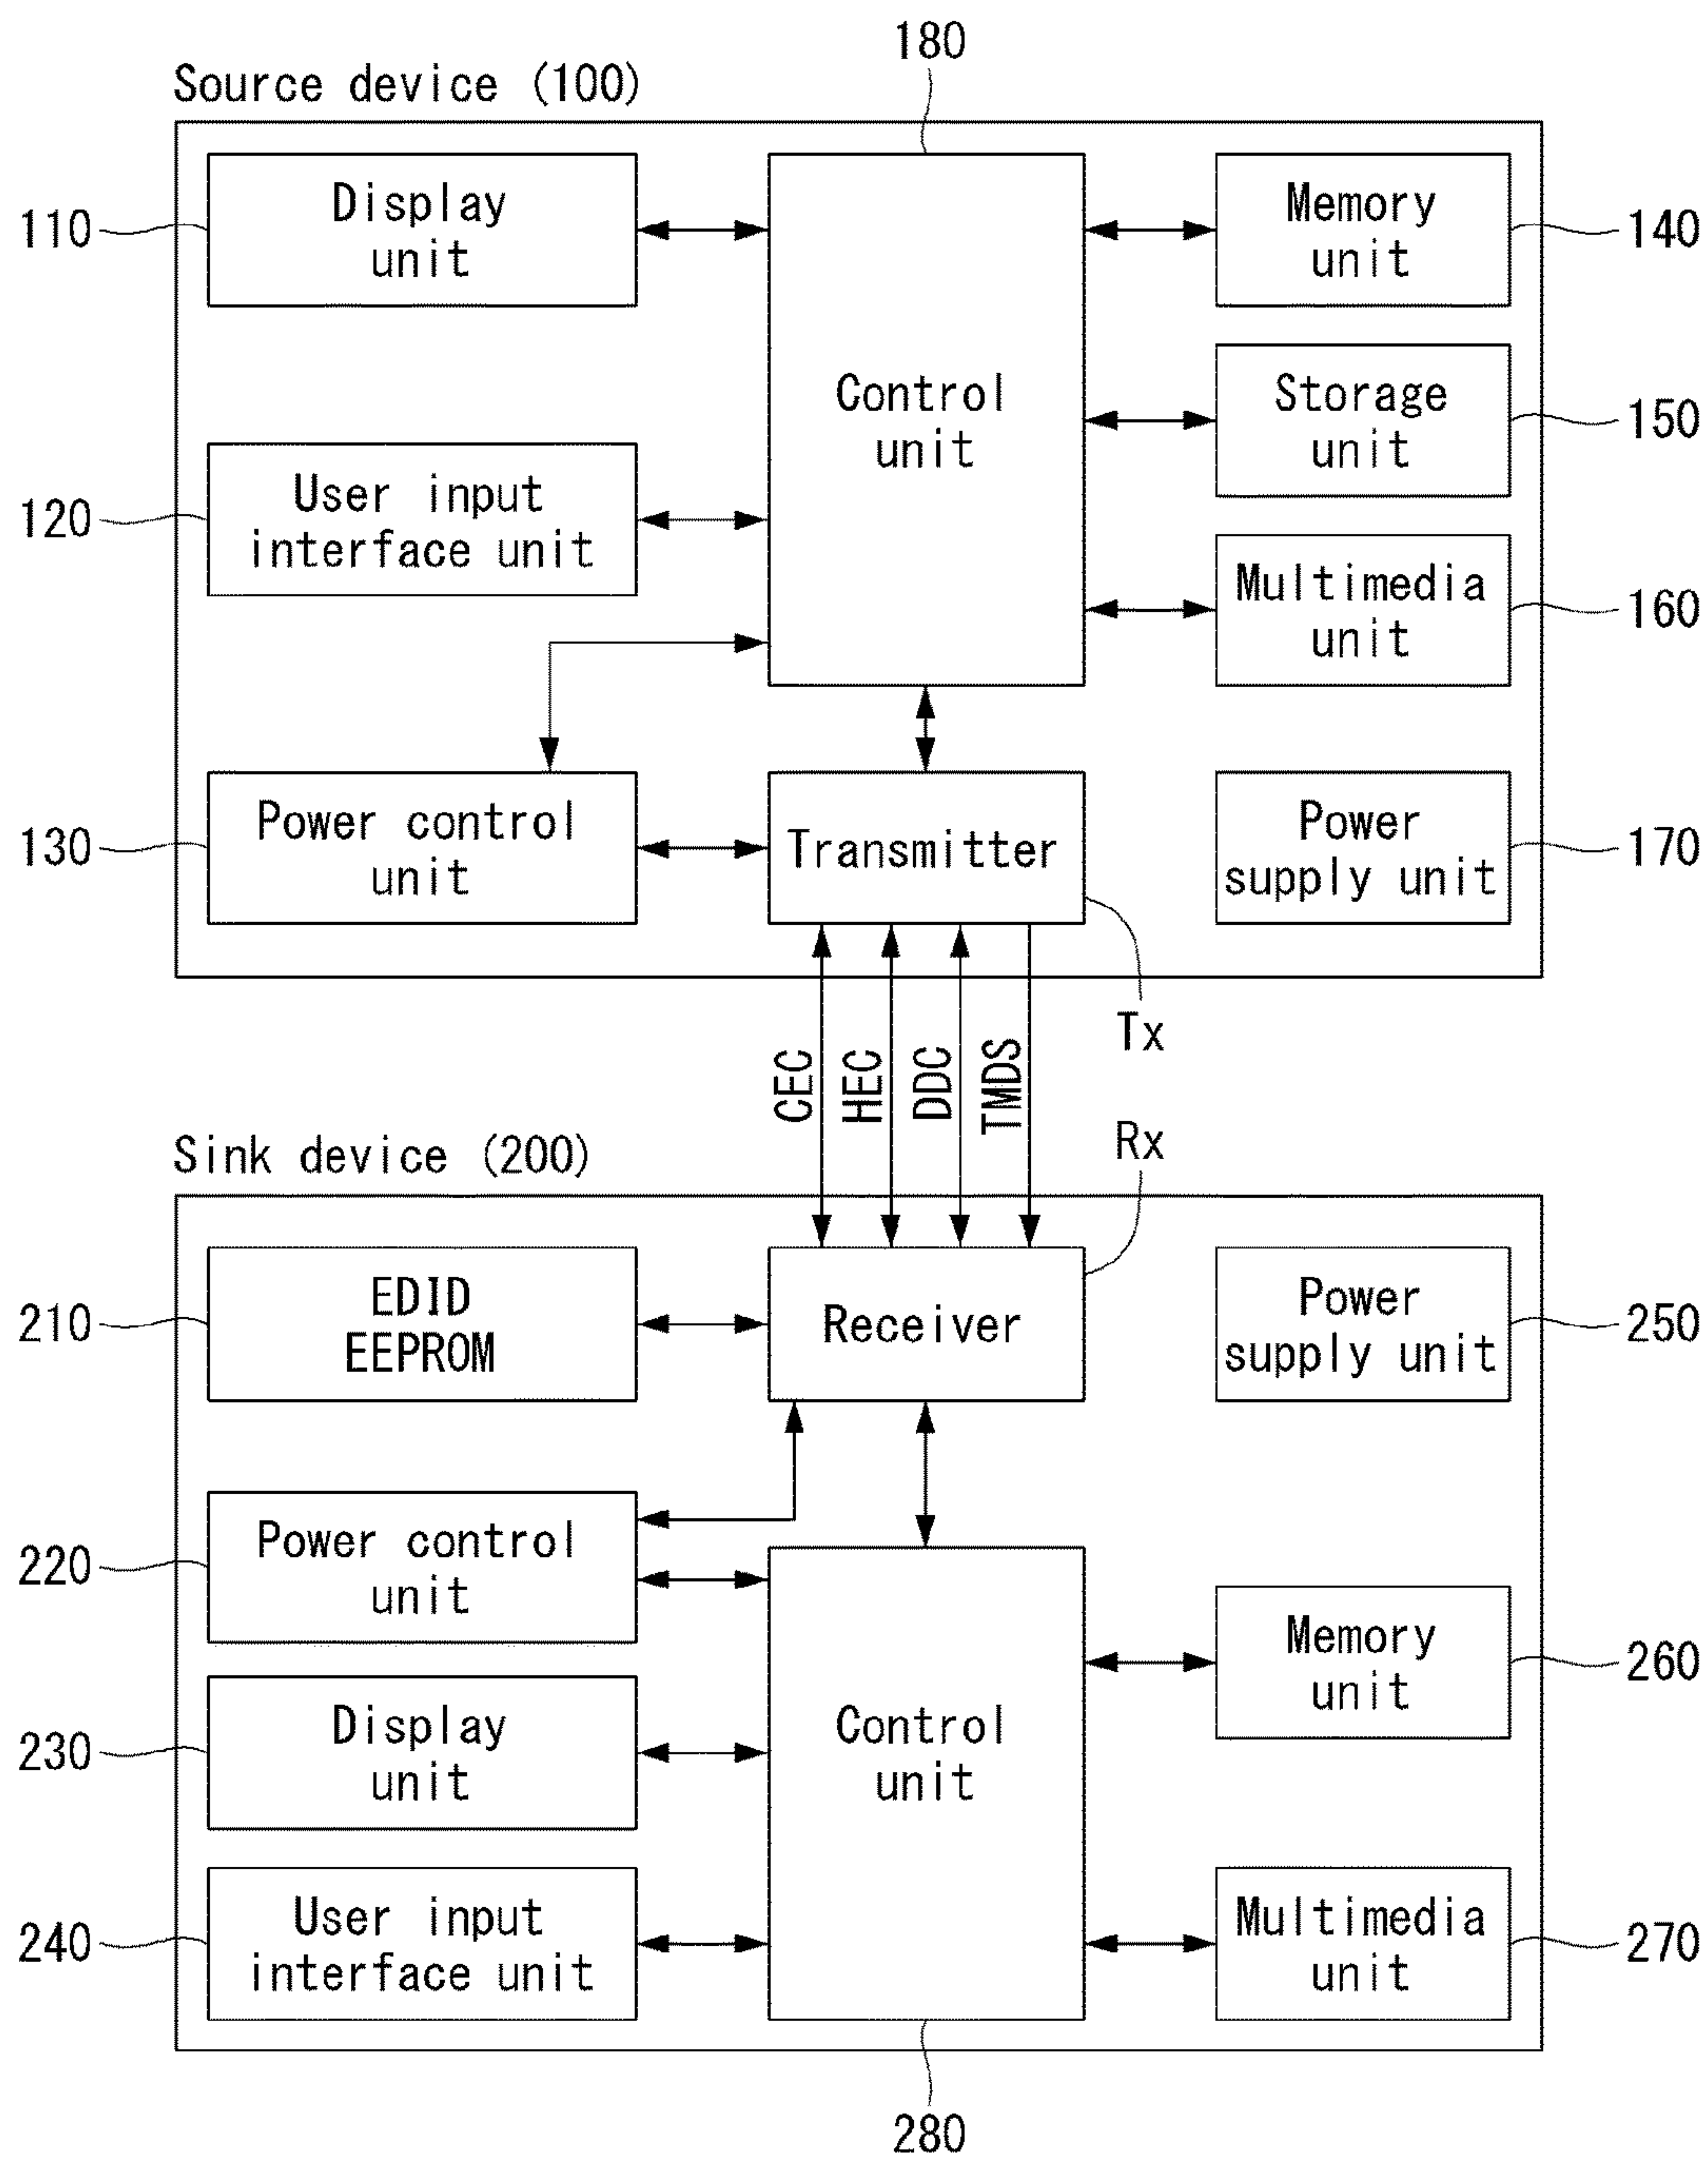 180
Source device (100)
110
Display
unit
Control
unit
Memory
unit
140
Storage
unit
150
120
User input
interface unit
Multimedia
unit
160
130
Power control
unit
Transmitter
Power
supply unit
170
Tx
CEC
HEC
DDC
TMDS
Rx
Sink device (200)
210
EDID
EEPROM
Receiver
Power
supply unit
250
220
Power control
unit
Control
unit
Memory
unit
260
230
Display
unit
240
User input
interface unit
Multimedia
unit
270
280